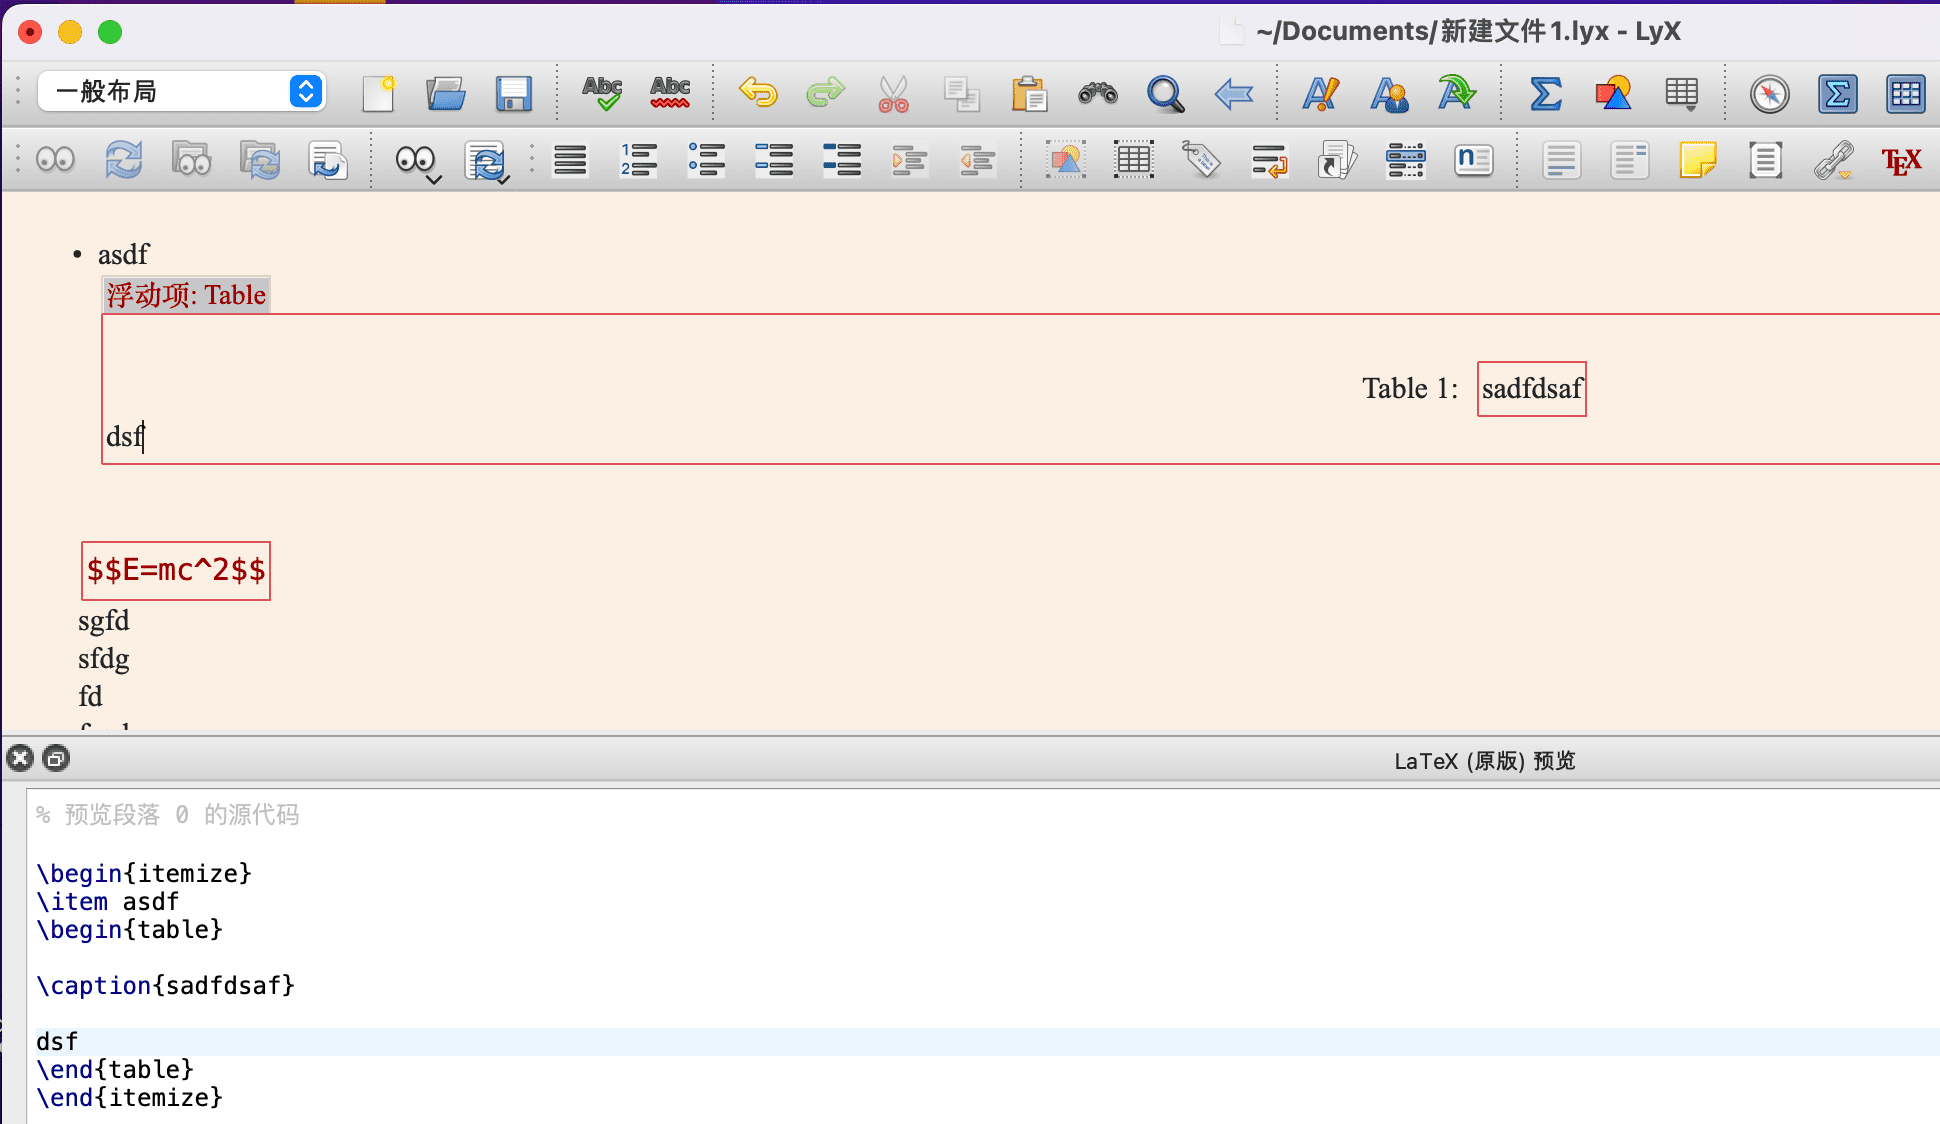 ~/Documents/新建文件1.lyx - LyX
一般布局
Abc
Abc
1
2
n
TEX
• asdf
浮动项: Table
Table 1: sadfdsaf
dsf
$$E=mc^2$$
sgfd
sfdg
fd
LaTeX (原版) 预览
% 预览段落 0 的源代码
\begin{itemize}
\item asdf
\begin{table}
\caption{sadfdsaf}
dsf
\end{table}
\end{itemize}